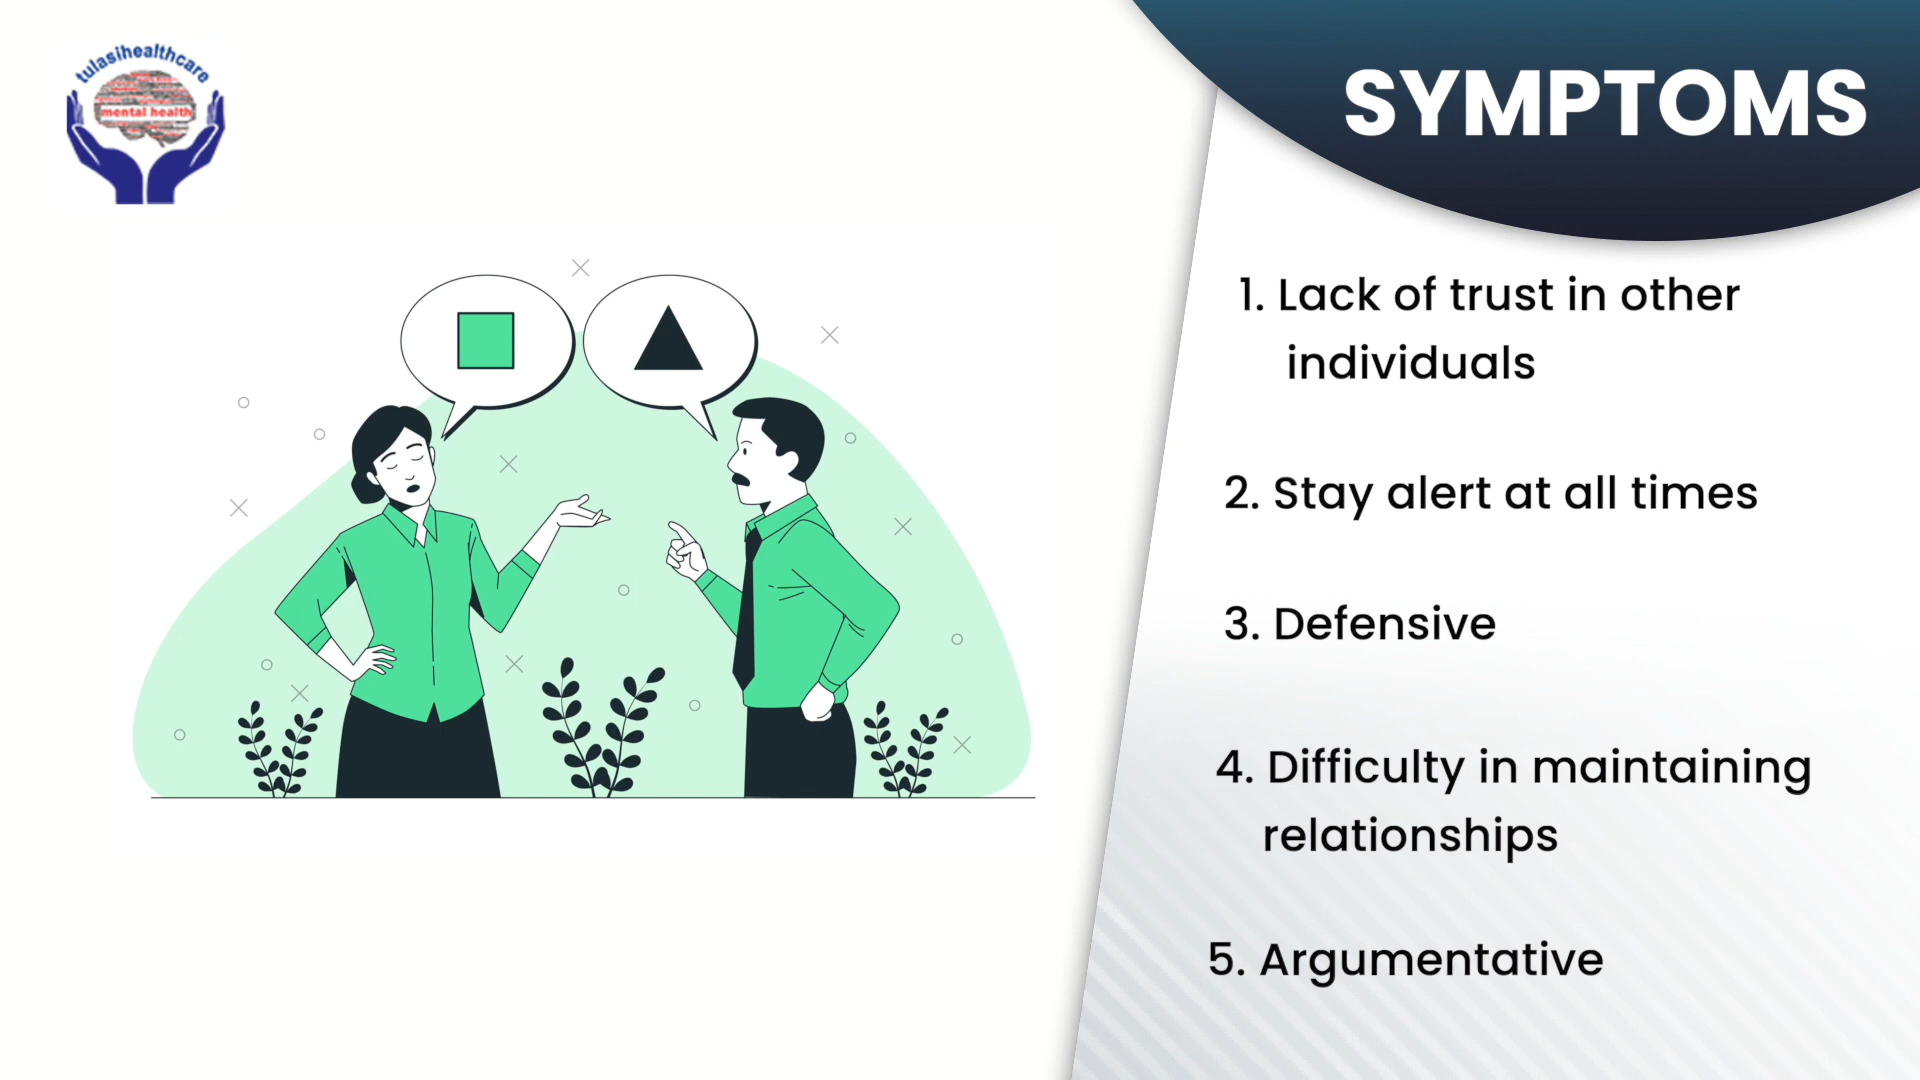 tulasihealthcare
mental health
SYMPTOMS
1. Lack of trust in other
individuals
2. Stay alert at all times
3. Defensive
4. Difficulty in maintaining
relationships
5. Argumentative